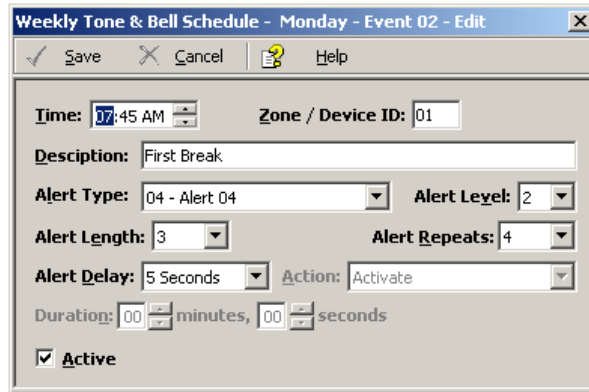 Weekly Tone & Bell Schedule - Monday - Event 02 - Edit
Save Cancel Help
Time: 07:45 AM Zone / Device ID: 01
Desciption: First Break
Alert Type: 04 - Alert 04 Alert Level: 2
Alert Length: 3 Alert Repeats: 4
Alert Delay: 5 Seconds Action: Activate
Duration: 00 minutes, 00 seconds
Active